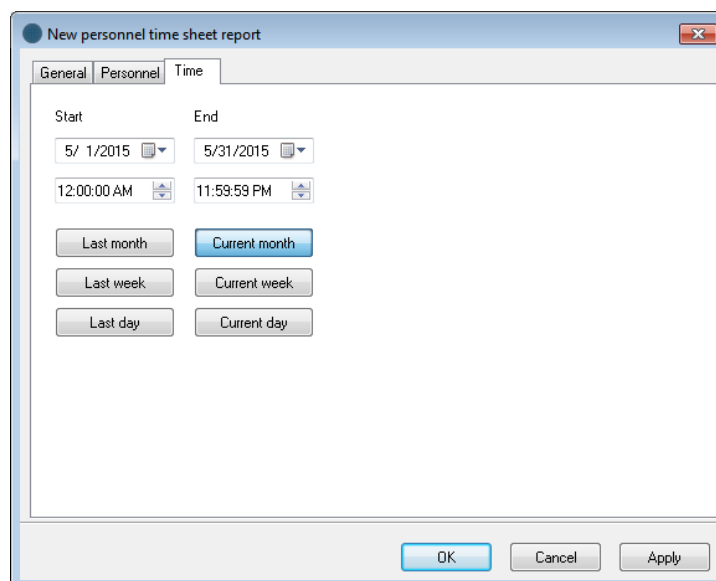 New personnel time sheet report
General Personnel Time
Start End
5/ 1/2015 5/31/2015
12:00:00 AM 11:59:59 PM
Last month Current month
Last week Current week
Last day Current day
OK Cancel Apply